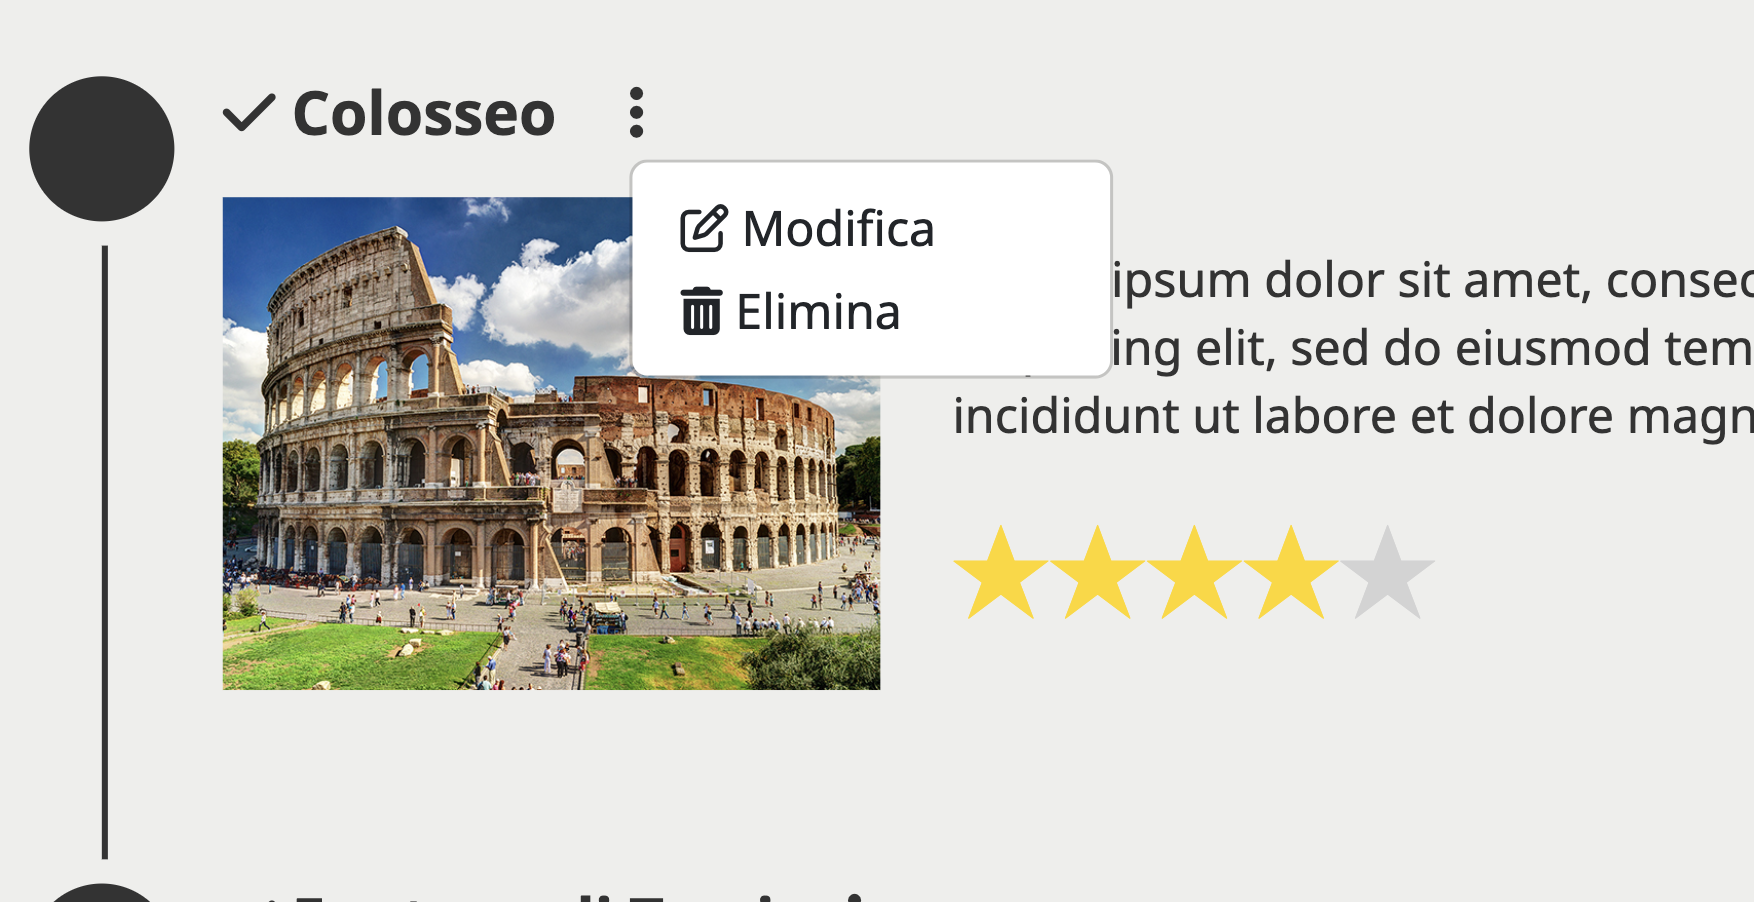 Colosseo
Modifica
Elimina
ipsum dolor sit amet, consec
ing elit, sed do eiusmod tem
incididunt ut labore et dolore magn